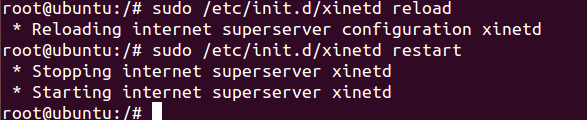 root@ubuntu:/# sudo /etc/init.d/xinetd reload
 * Reloading internet superserver configuration xinetd
root@ubuntu:/# sudo /etc/init.d/xinetd restart
 * Stopping internet superserver xinetd
 * Starting internet superserver xinetd
root@ubuntu:/#